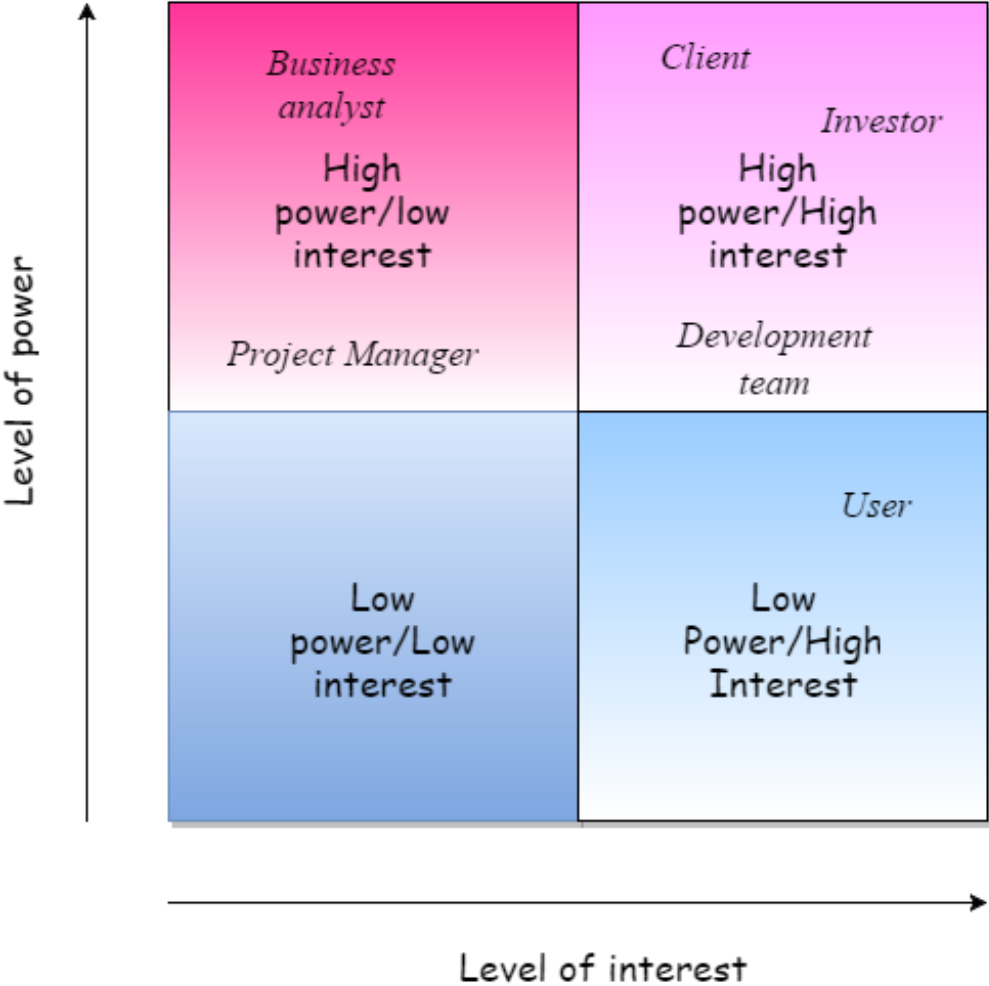 Business
analyst
High
power/low
interest
Project Manager
Client
Investor
High
power/High
interest
Development
team
Low
power/Low
interest
User
Low
Power/High
Interest
Level of power
Level of interest